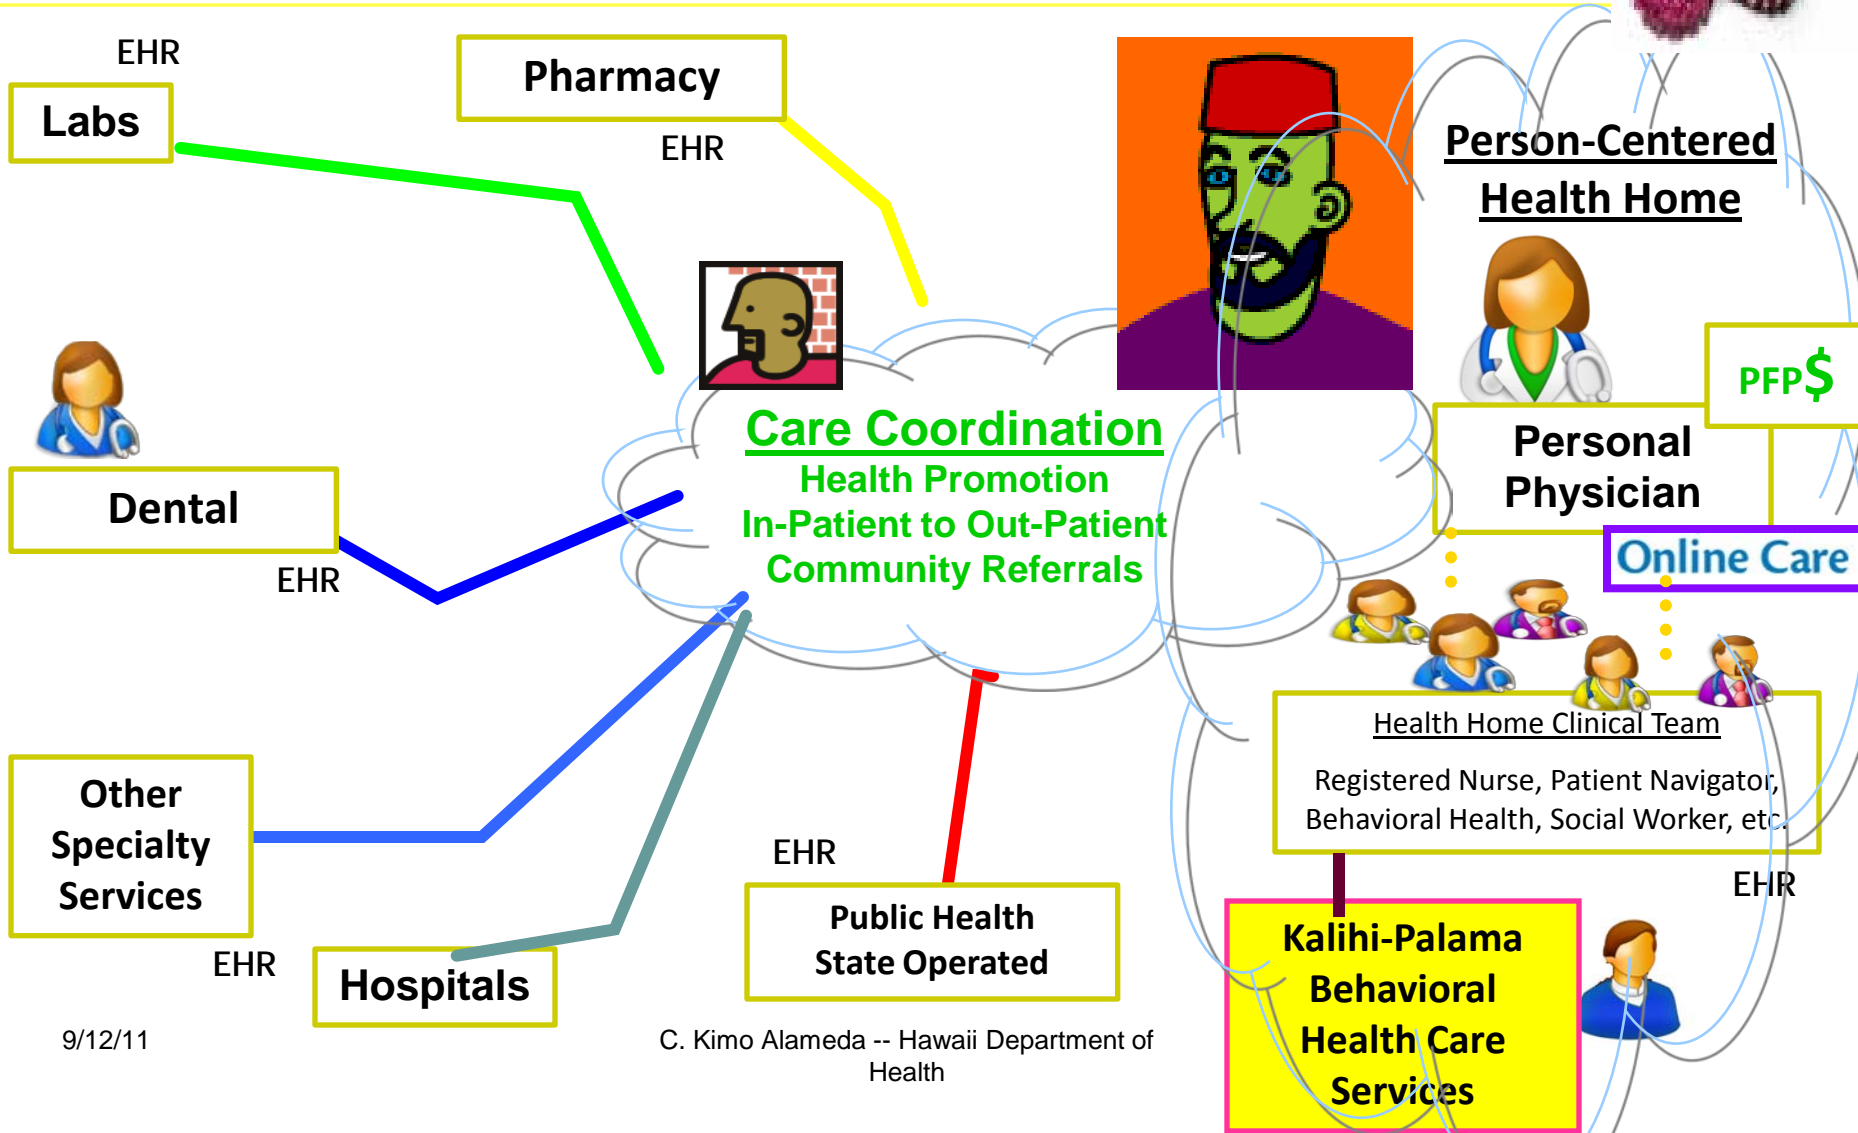 EHR
Labs
Pharmacy
EHR
Person-Centered
Health Home
PFP$
Care Coordination
Health Promotion
In-Patient to Out-Patient
Community Referrals
Personal
Physician
Online Care
Dental
EHR
Health Home Clinical Team
Registered Nurse, Patient Navigator,
Behavioral Health, Social Worker, etc.
EHR
Other
Specialty
Services
EHR
Hospitals
EHR
Public Health
State Operated
Kalihi-Palama
Behavioral
Health Care
Services
9/12/11
C. Kimo Alameda -- Hawaii Department of
Health